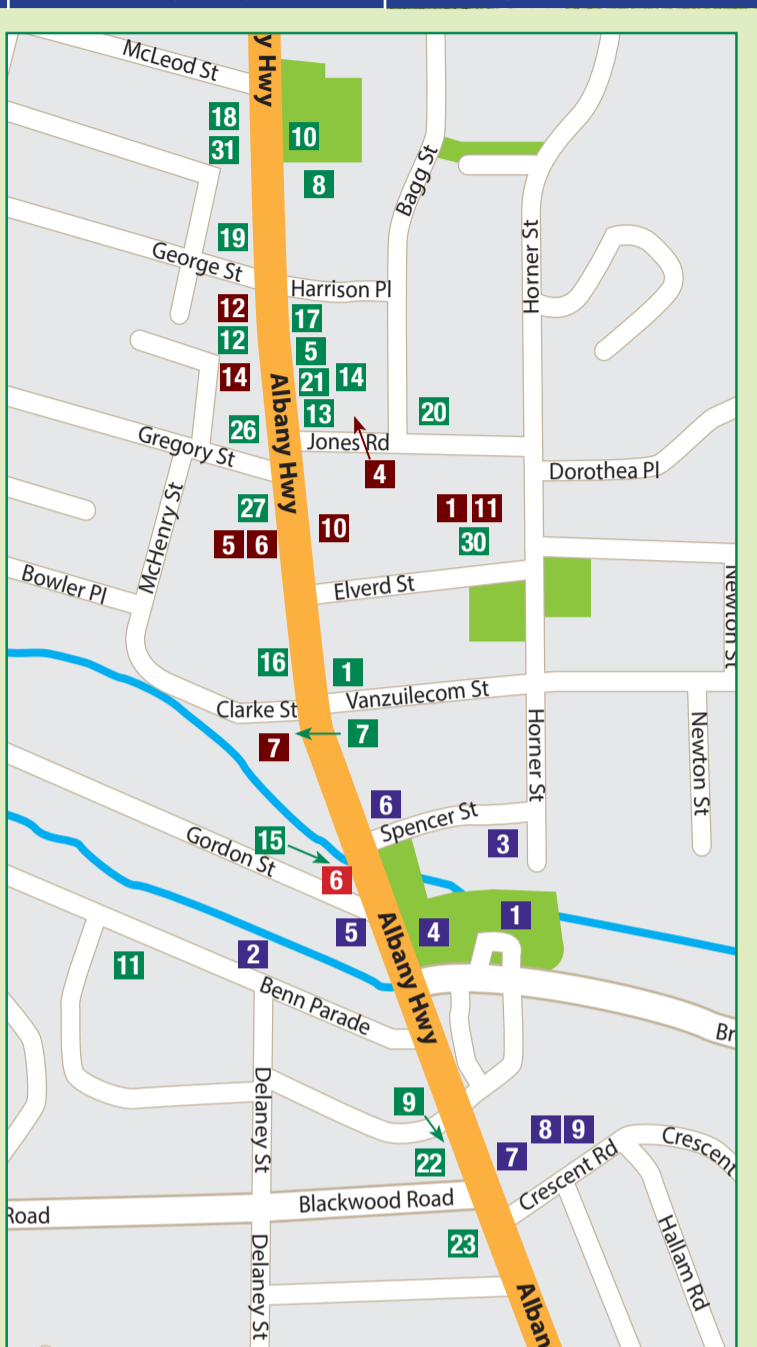 McLeod St
y Hwy
18
31
10
8
Bagg St
19
George St
Harrison Pl
Horner St
12
12
14
17
5
21
14
13
20
26
Albany Hwy
Jones Rd
Gregory St
4
Dorothea Pl
McHenry St
27
5
6
10
1
11
30
Bowler Pl
Elverd St
Newton St
16
1
Clarke St
Vanzuilecom St
7
7
Horner St
Newton St
6
Spencer St
3
15
Gordon St
6
5
4
1
Albany Hwy
11
2
Benn Parade
Br
Delaney St
9
22
8
9
7
Crescent Rd
Crescent
Blackwood Road
Road
23
Hallam Rd
Delaney St
Alban